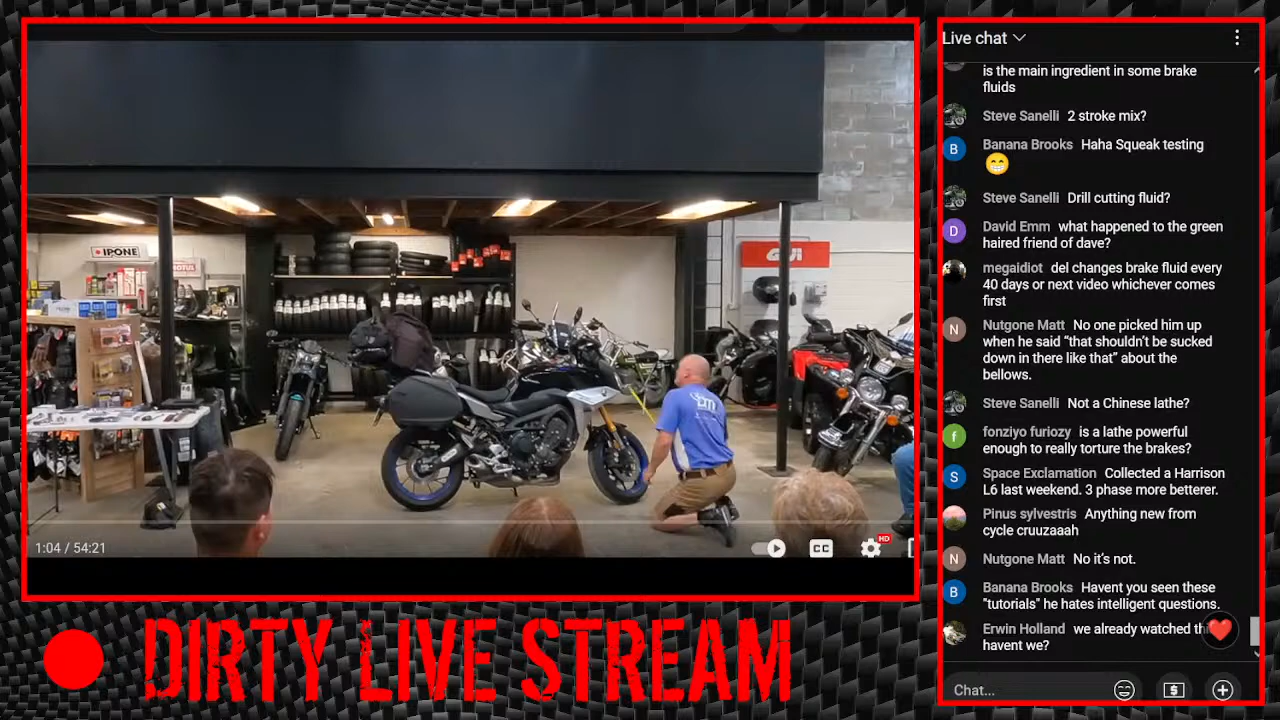 IPONE
MOTUL
GIVI
1:04 / 54:21
CC
HD
DIRTY LIVE STREAM
Live chat
is the main ingredient in some brake
fluids
Steve Sanelli 2 stroke mix?
B Banana Brooks Haha Squeak testing
😁
Steve Sanelli Drill cutting fluid?
D David Emm what happened to the green
haired friend of dave?
megaidiot del changes brake fluid every
40 days or next video whichever comes
first
N Nutgone Matt No one picked him up
when he said “that shouldn’t be sucked
down in there like that” about the
bellows.
Steve Sanelli Not a Chinese lathe?
f fonziyo furiozy is a lathe powerful
enough to really torture the brakes?
S Space Exclamation Collected a Harrison
L6 last weekend. 3 phase more betterer.
Pinus sylvestris Anything new from
cycle cruuzaaah
N Nutgone Matt No it’s not.
B Banana Brooks Havent you seen these
"tutorials" he hates intelligent questions.
Erwin Holland we already watched
havent we?
Chat...